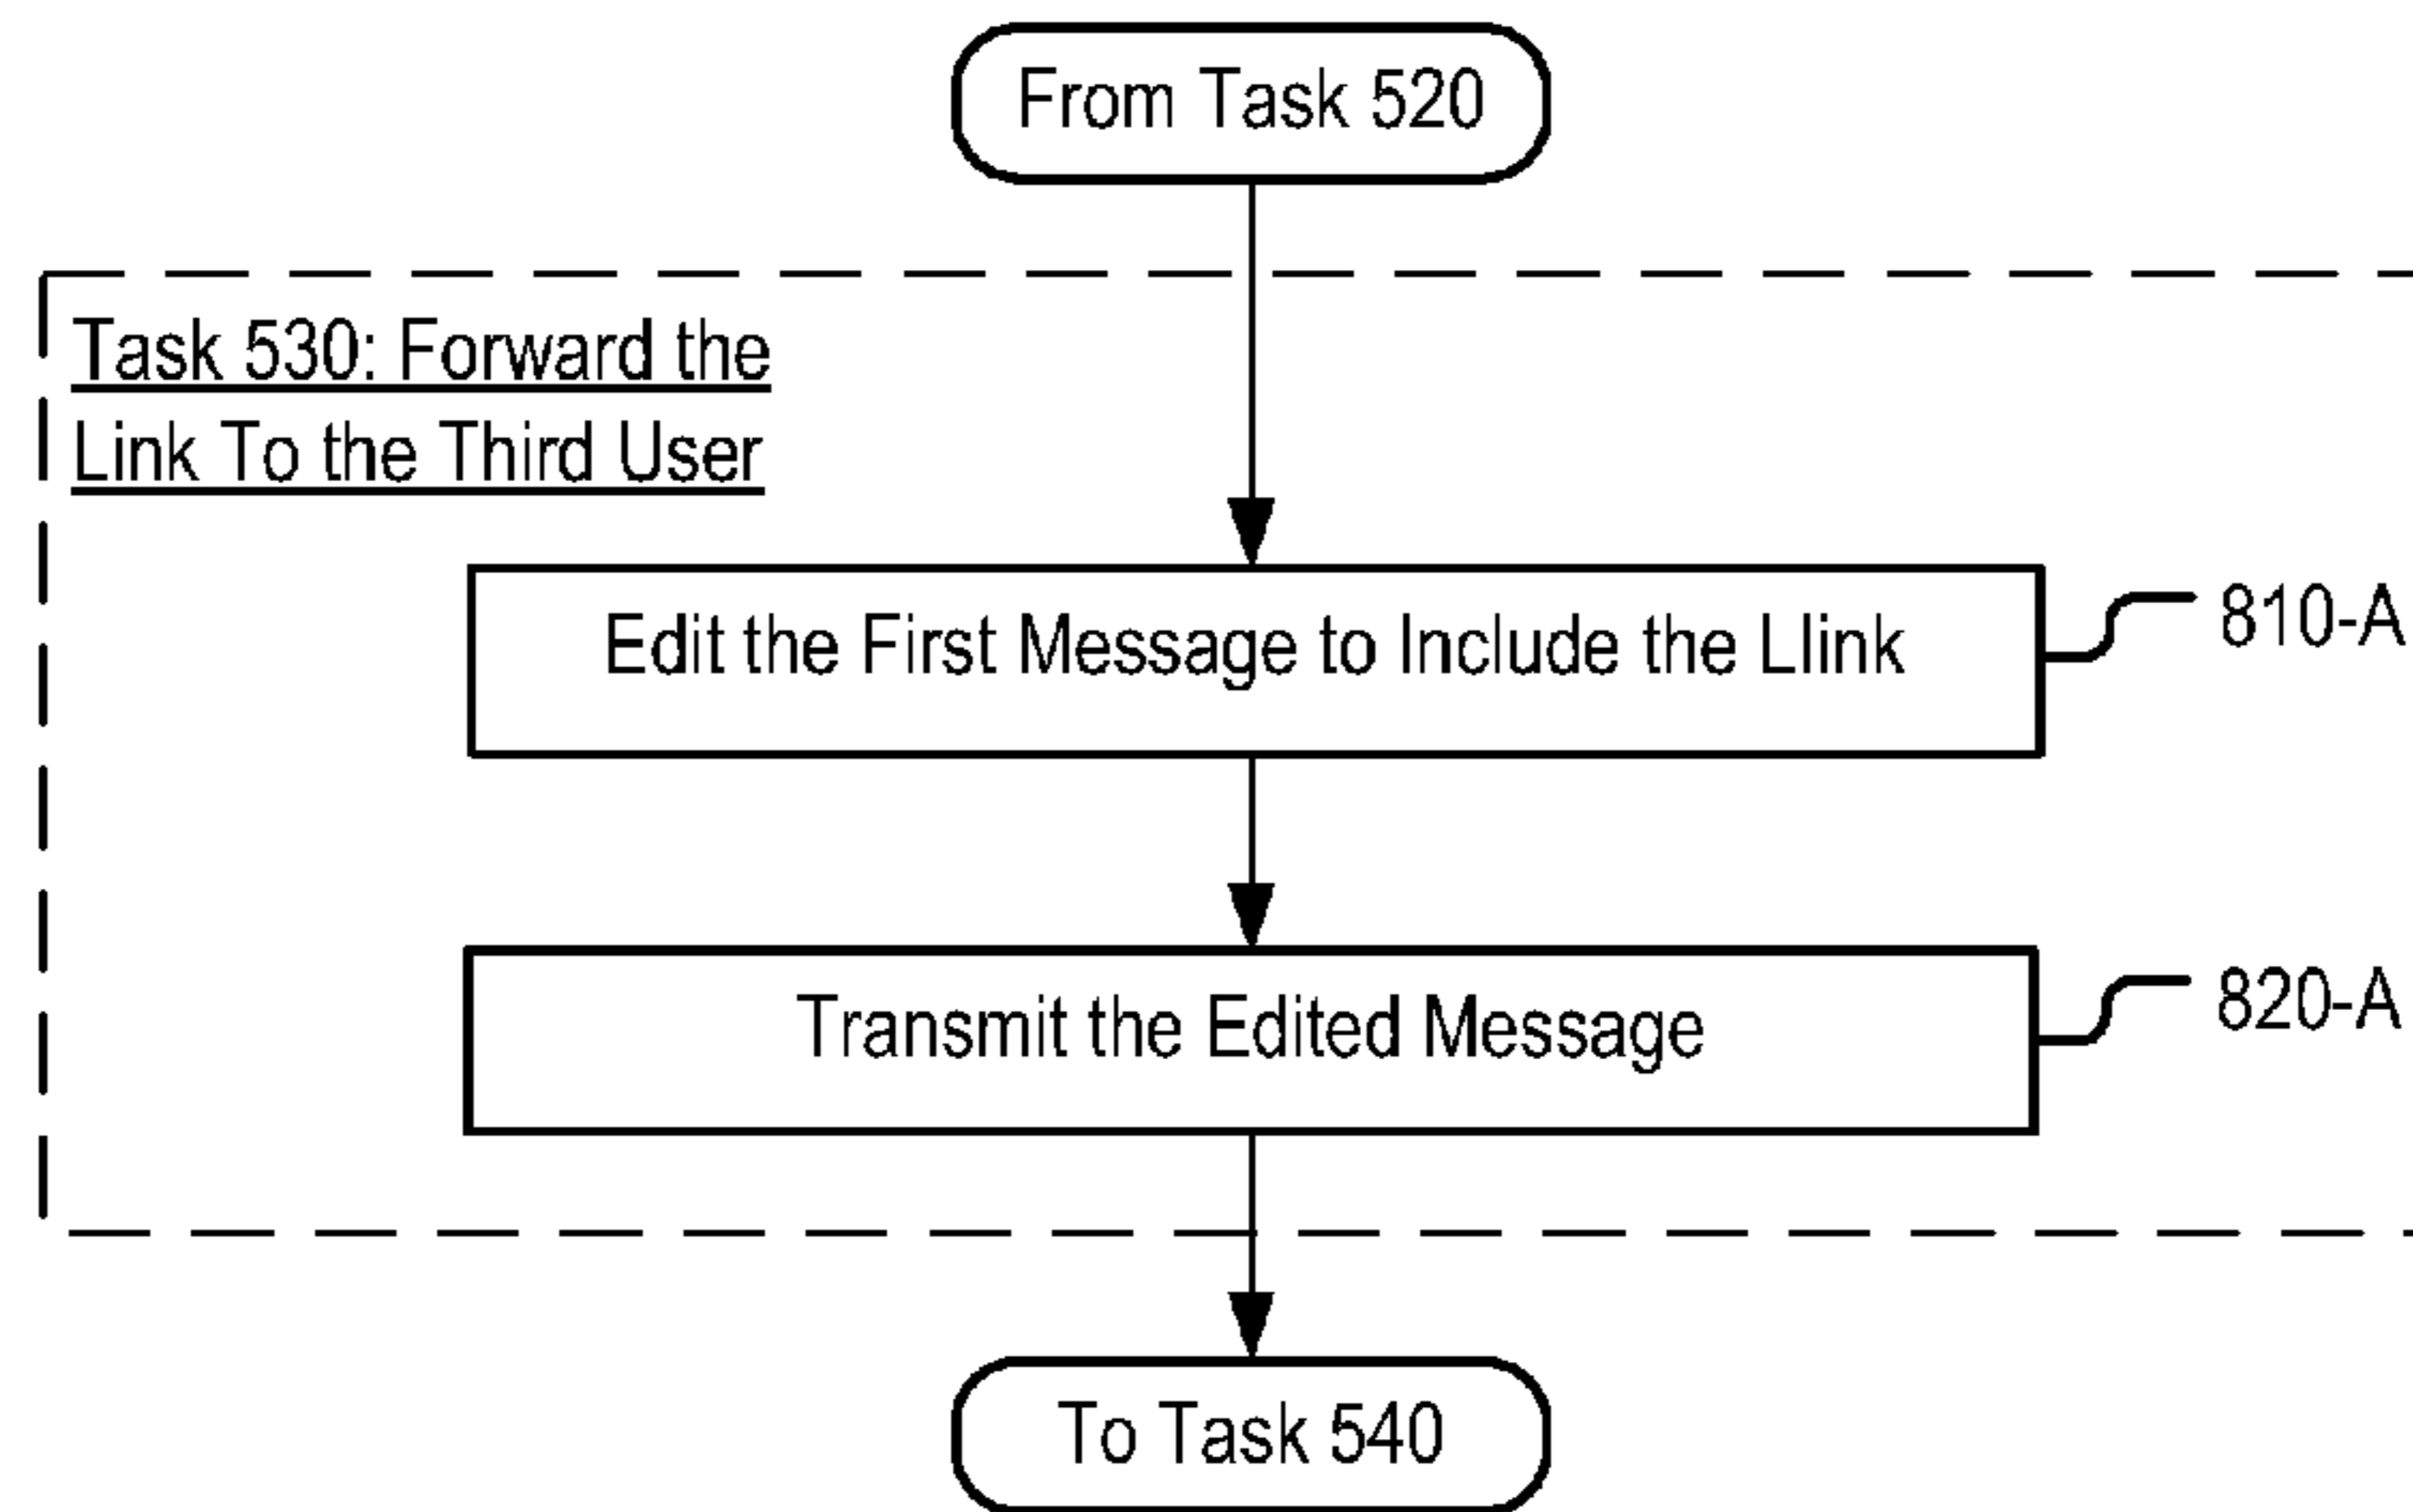 From Task 520
Task 530: Forward the
Link To the Third User
Edit the First Message to Include the Llink
810-A
Transmit the Edited Message
820-A
To Task 540